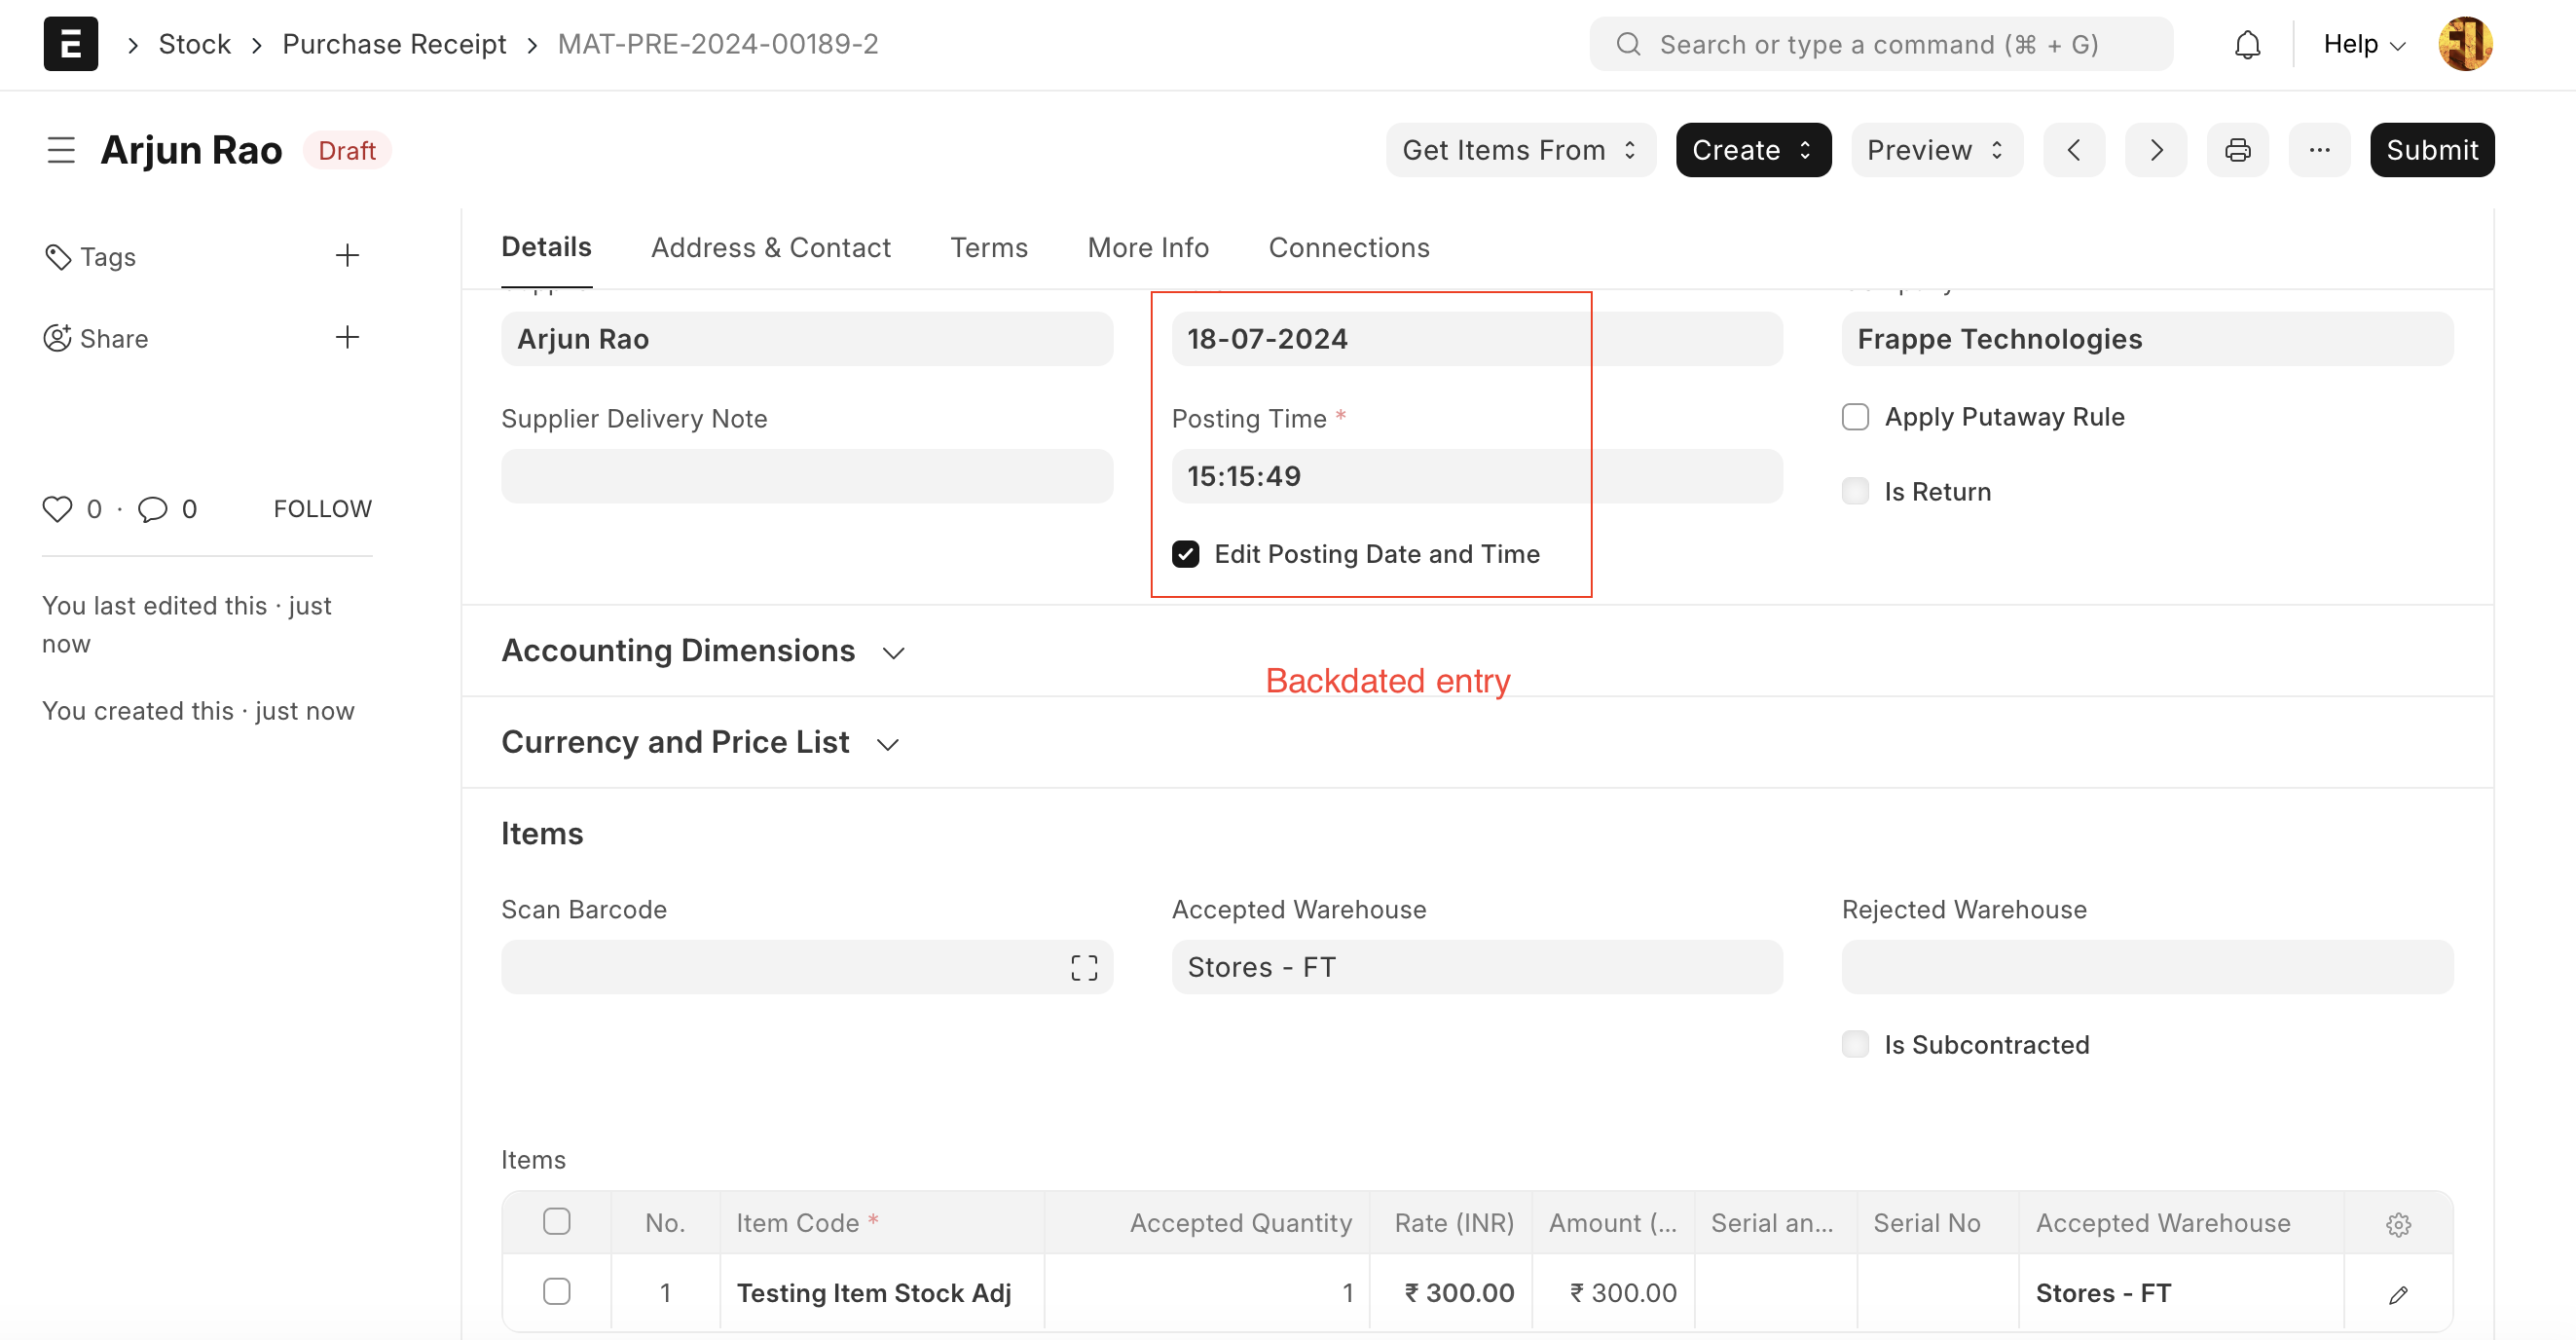 Stock
Purchase Receipt
MAT-PRE-2024-00189-2
Search or type a command (⌘ + G)
Help
Arjun Rao
Draft
Get Items From
Create
Preview
Submit
Tags
Share
0 · 0
FOLLOW
You last edited this · just
now
You created this · just now
Details
Address & Contact
Terms
More Info
Connections
Arjun Rao
18-07-2024
Frappe Technologies
Supplier Delivery Note
Posting Time *
Apply Putaway Rule
15:15:49
Is Return
Edit Posting Date and Time
Accounting Dimensions
Backdated entry
Currency and Price List
Items
Scan Barcode
Accepted Warehouse
Rejected Warehouse
Stores - FT
Is Subcontracted
Items
No.
Item Code *
Accepted Quantity
Rate (INR)
Amount (...
Serial an...
Serial No
Accepted Warehouse
1
Testing Item Stock Adj
1
₹ 300.00
₹ 300.00
Stores - FT